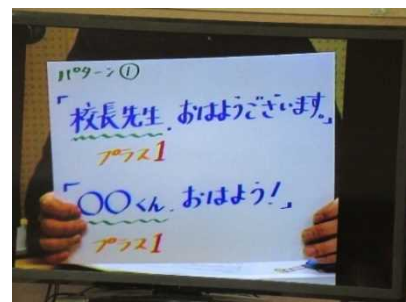 パターン①
「校長先生、おはようございます。」
プラス1
「〇〇くん、おはよう!」
プラス1